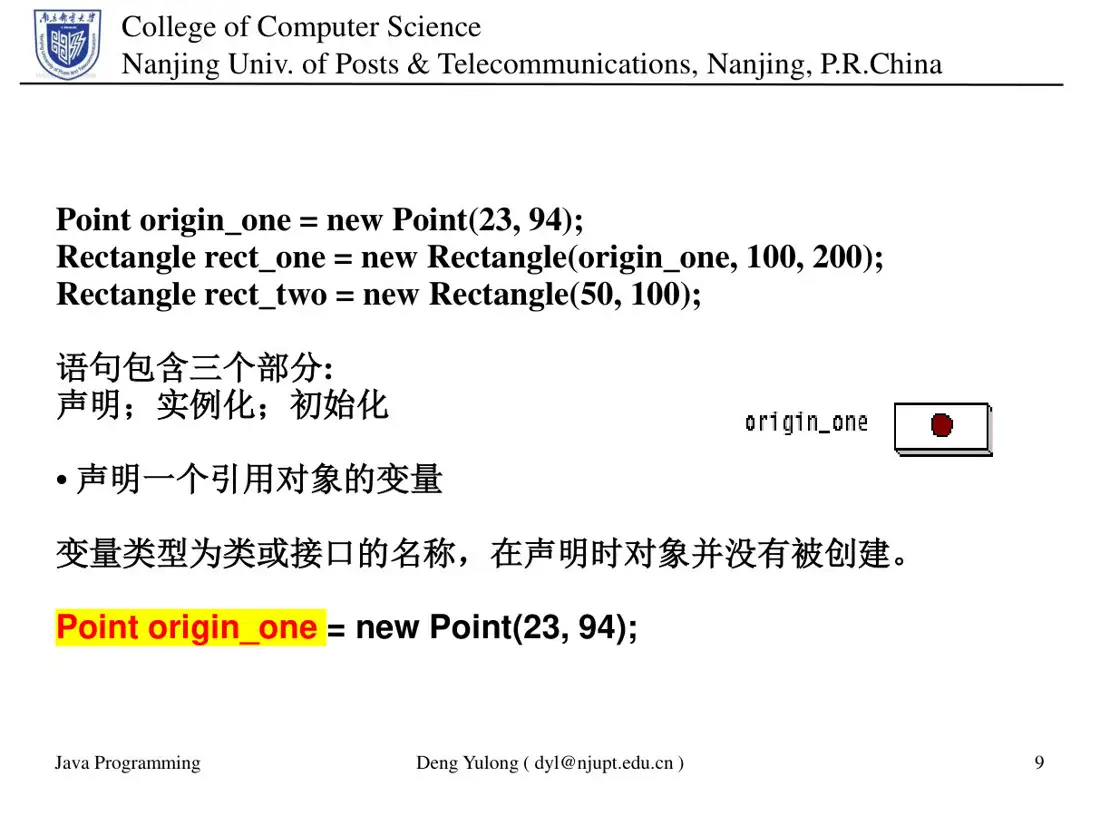 College of Computer Science
Nanjing Univ. of Posts & Telecommunications, Nanjing, P.R.China
Point origin_one = new Point(23, 94);
Rectangle rect_one = new Rectangle(origin_one, 100, 200);
Rectangle rect_two = new Rectangle(50, 100);
语句包含三个部分:
声明；实例化；初始化
origin_one
• 声明一个引用对象的变量
变量类型为类或接口的名称，在声明时对象并没有被创建。
Point origin_one = new Point(23, 94);
Java Programming
Deng Yulong ( dyl@njupt.edu.cn )
9